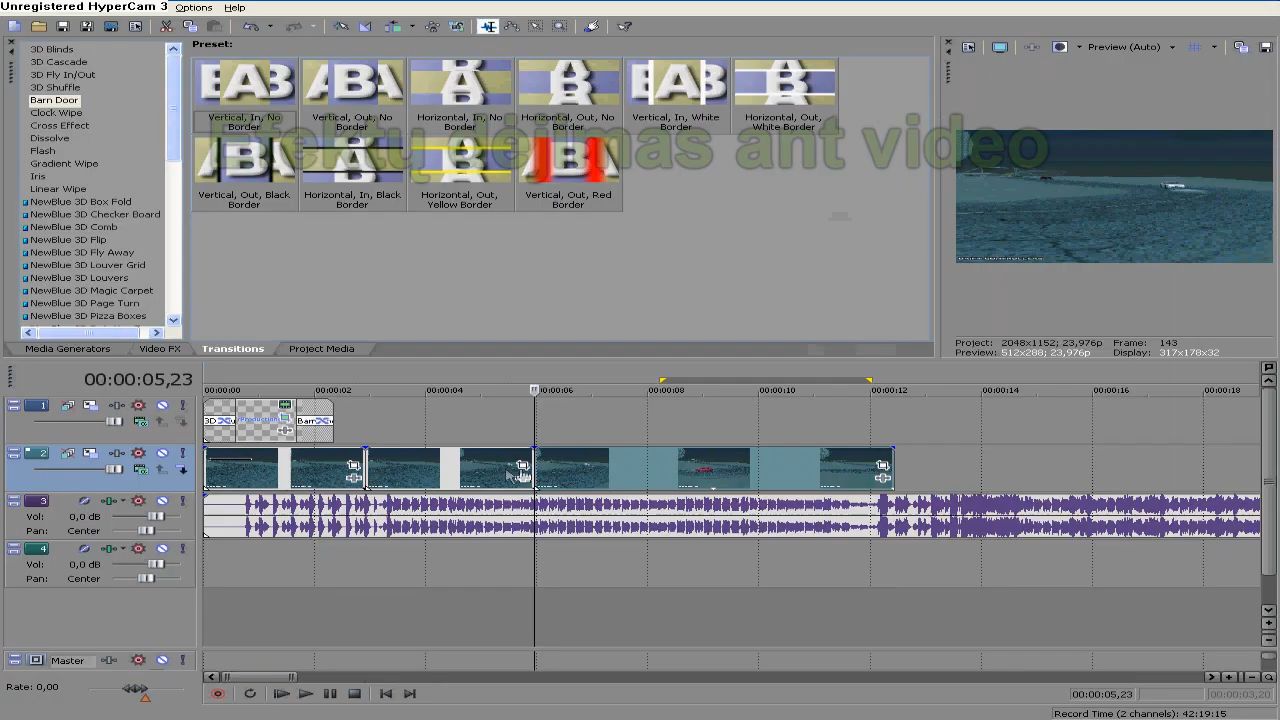 Unregistered HyperCam 3
Options Help
3D Blinds
3D Cascade
3D Fly In/Out
3D Shuffle
Barn Door
Clock Wipe
Cross Effect
Dissolve
Flash
Gradient Wipe
Iris
Linear Wipe
NewBlue 3D Box Fold
NewBlue 3D Checker Board
NewBlue 3D Comb
NewBlue 3D Flip
NewBlue 3D Fly Away
NewBlue 3D Louver Grid
NewBlue 3D Louvers
NewBlue 3D Magic Carpet
NewBlue 3D Page Turn
NewBlue 3D Pizza Boxes
Preset:
Vertical, In, No Border
Vertical, Out, No Border
Horizontal, In, No Border
Horizontal, Out, No Border
Vertical, In, White Border
Horizontal, Out, White Border
Efektų dėjimas ant video
Vertical, Out, Black Border
Horizontal, In, Black Border
Horizontal, Out, Yellow Border
Vertical, Out, Red Border
Preview (Auto)
Project: 2048x1152; 23,976p Frame: 143
Preview: 512x288; 23,976p Display: 317x178x32
Media Generators Video FX Transitions Project Media
00:00:05,23
00:00:00 00:00:02 00:00:04 00:00:06 00:00:08 00:00:10 00:00:12 00:00:14 00:00:16 00:00:18
1
2
3
Vol: 0,0 dB
Pan: Center
4
Vol: 0,0 dB
Pan: Center
Master
Rate: 0,00
00:00:05,23 00:00:03,20
Record Time (2 channels): 42:19:15